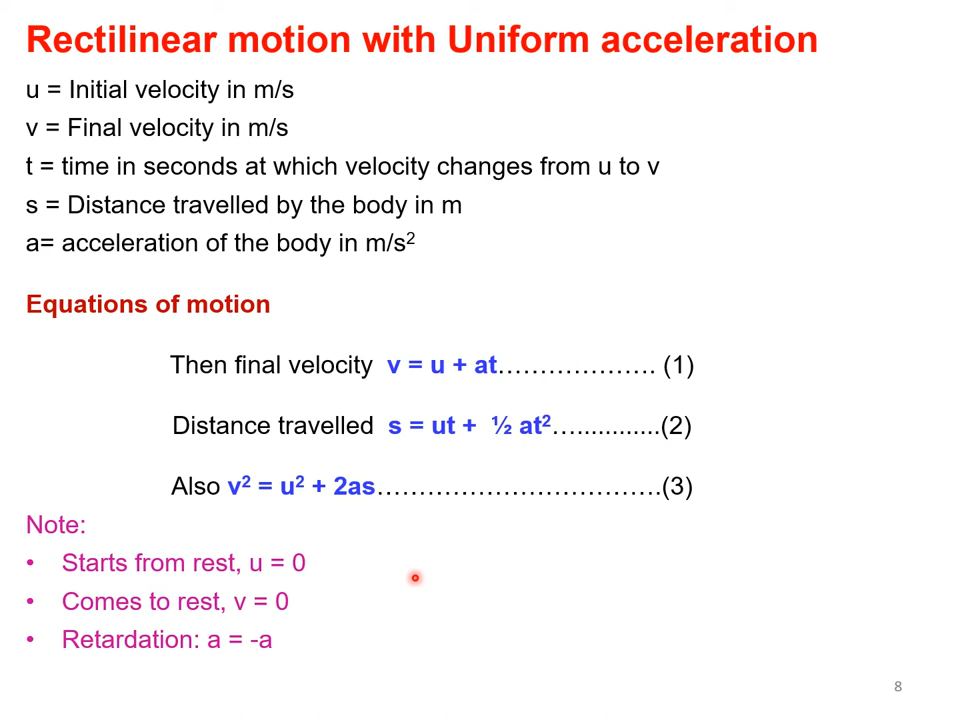 Rectilinear motion with Uniform acceleration
u = Initial velocity in m/s
v = Final velocity in m/s
t = time in seconds at which velocity changes from u to v
s = Distance travelled by the body in m
a= acceleration of the body in m/s²
Equations of motion
Then final velocity v = u + at………………. (1)
Distance travelled s = ut + ½ at²…............(2)
Also v² = u² + 2as…………………………….(3)
Note:
• Starts from rest, u = 0
• Comes to rest, v = 0
• Retardation: a = -a
8